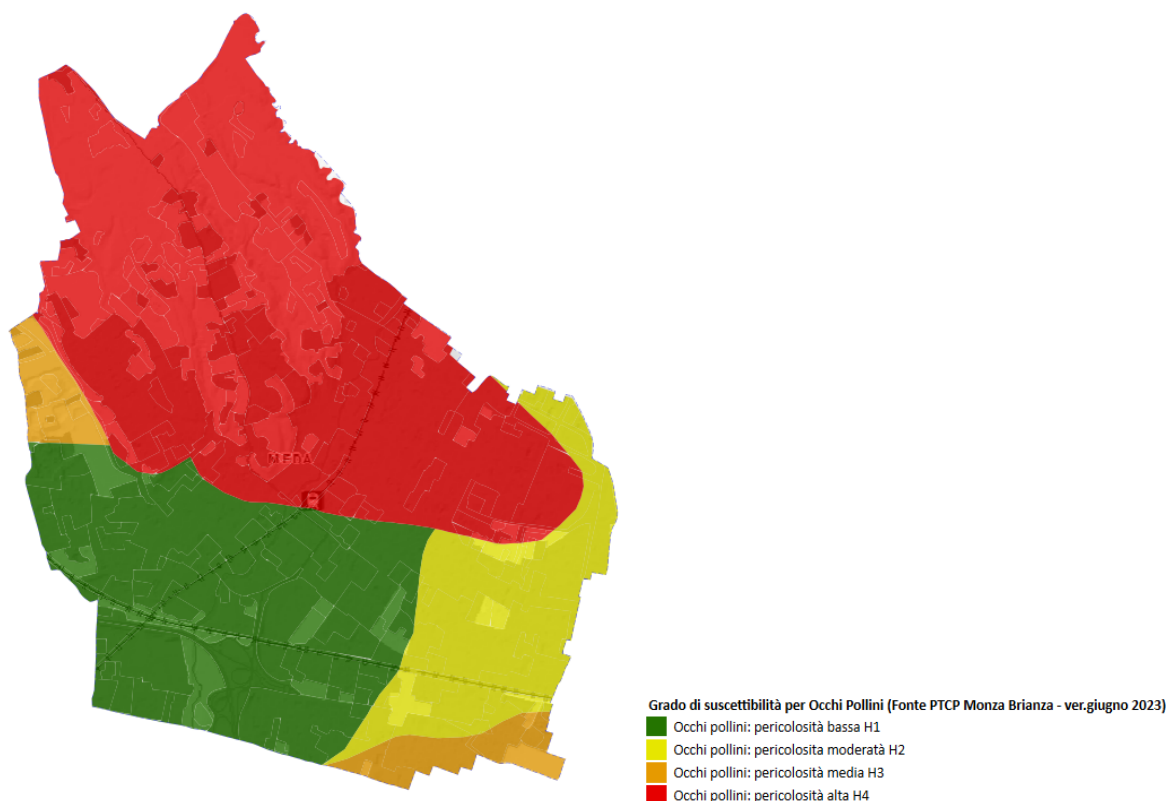 MEDA
Grado di suscettibilità per Occhi Pollini (Fonte PTCP Monza Brianza - ver.giugno 2023)
Occhi pollini: pericolosità bassa H1
Occhi pollini: pericolosita moderatà H2
Occhi pollini: pericolosità media H3
Occhi pollini: pericolosità alta H4